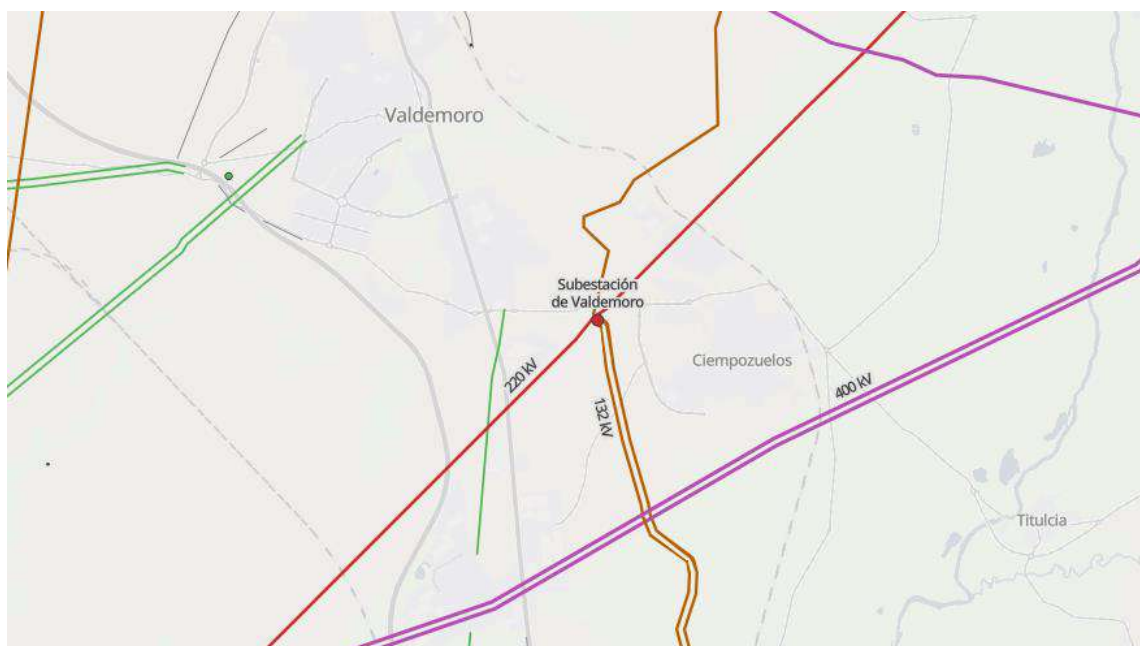 Valdemoro
Subestación
de Valdemoro
220 kV
Ciempozuelos
400 kV
132 kV
Titulcia